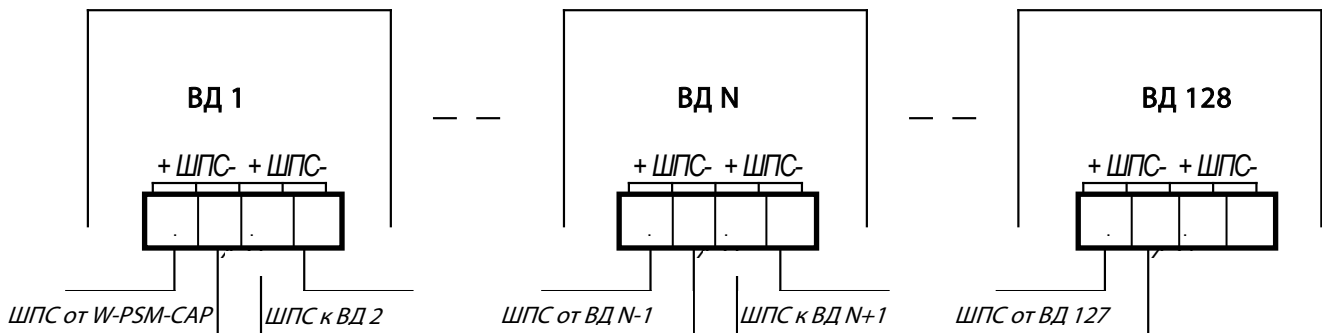 ВД 1
ВД N
ВД 128
+ ШПС- + ШПС-
+ ШПС- + ШПС-
+ ШПС- + ШПС-
ШПС от W-PSM-CAP
ШПС к ВД 2
ШПС от ВД N-1
ШПС к ВД N+1
ШПС от ВД 127